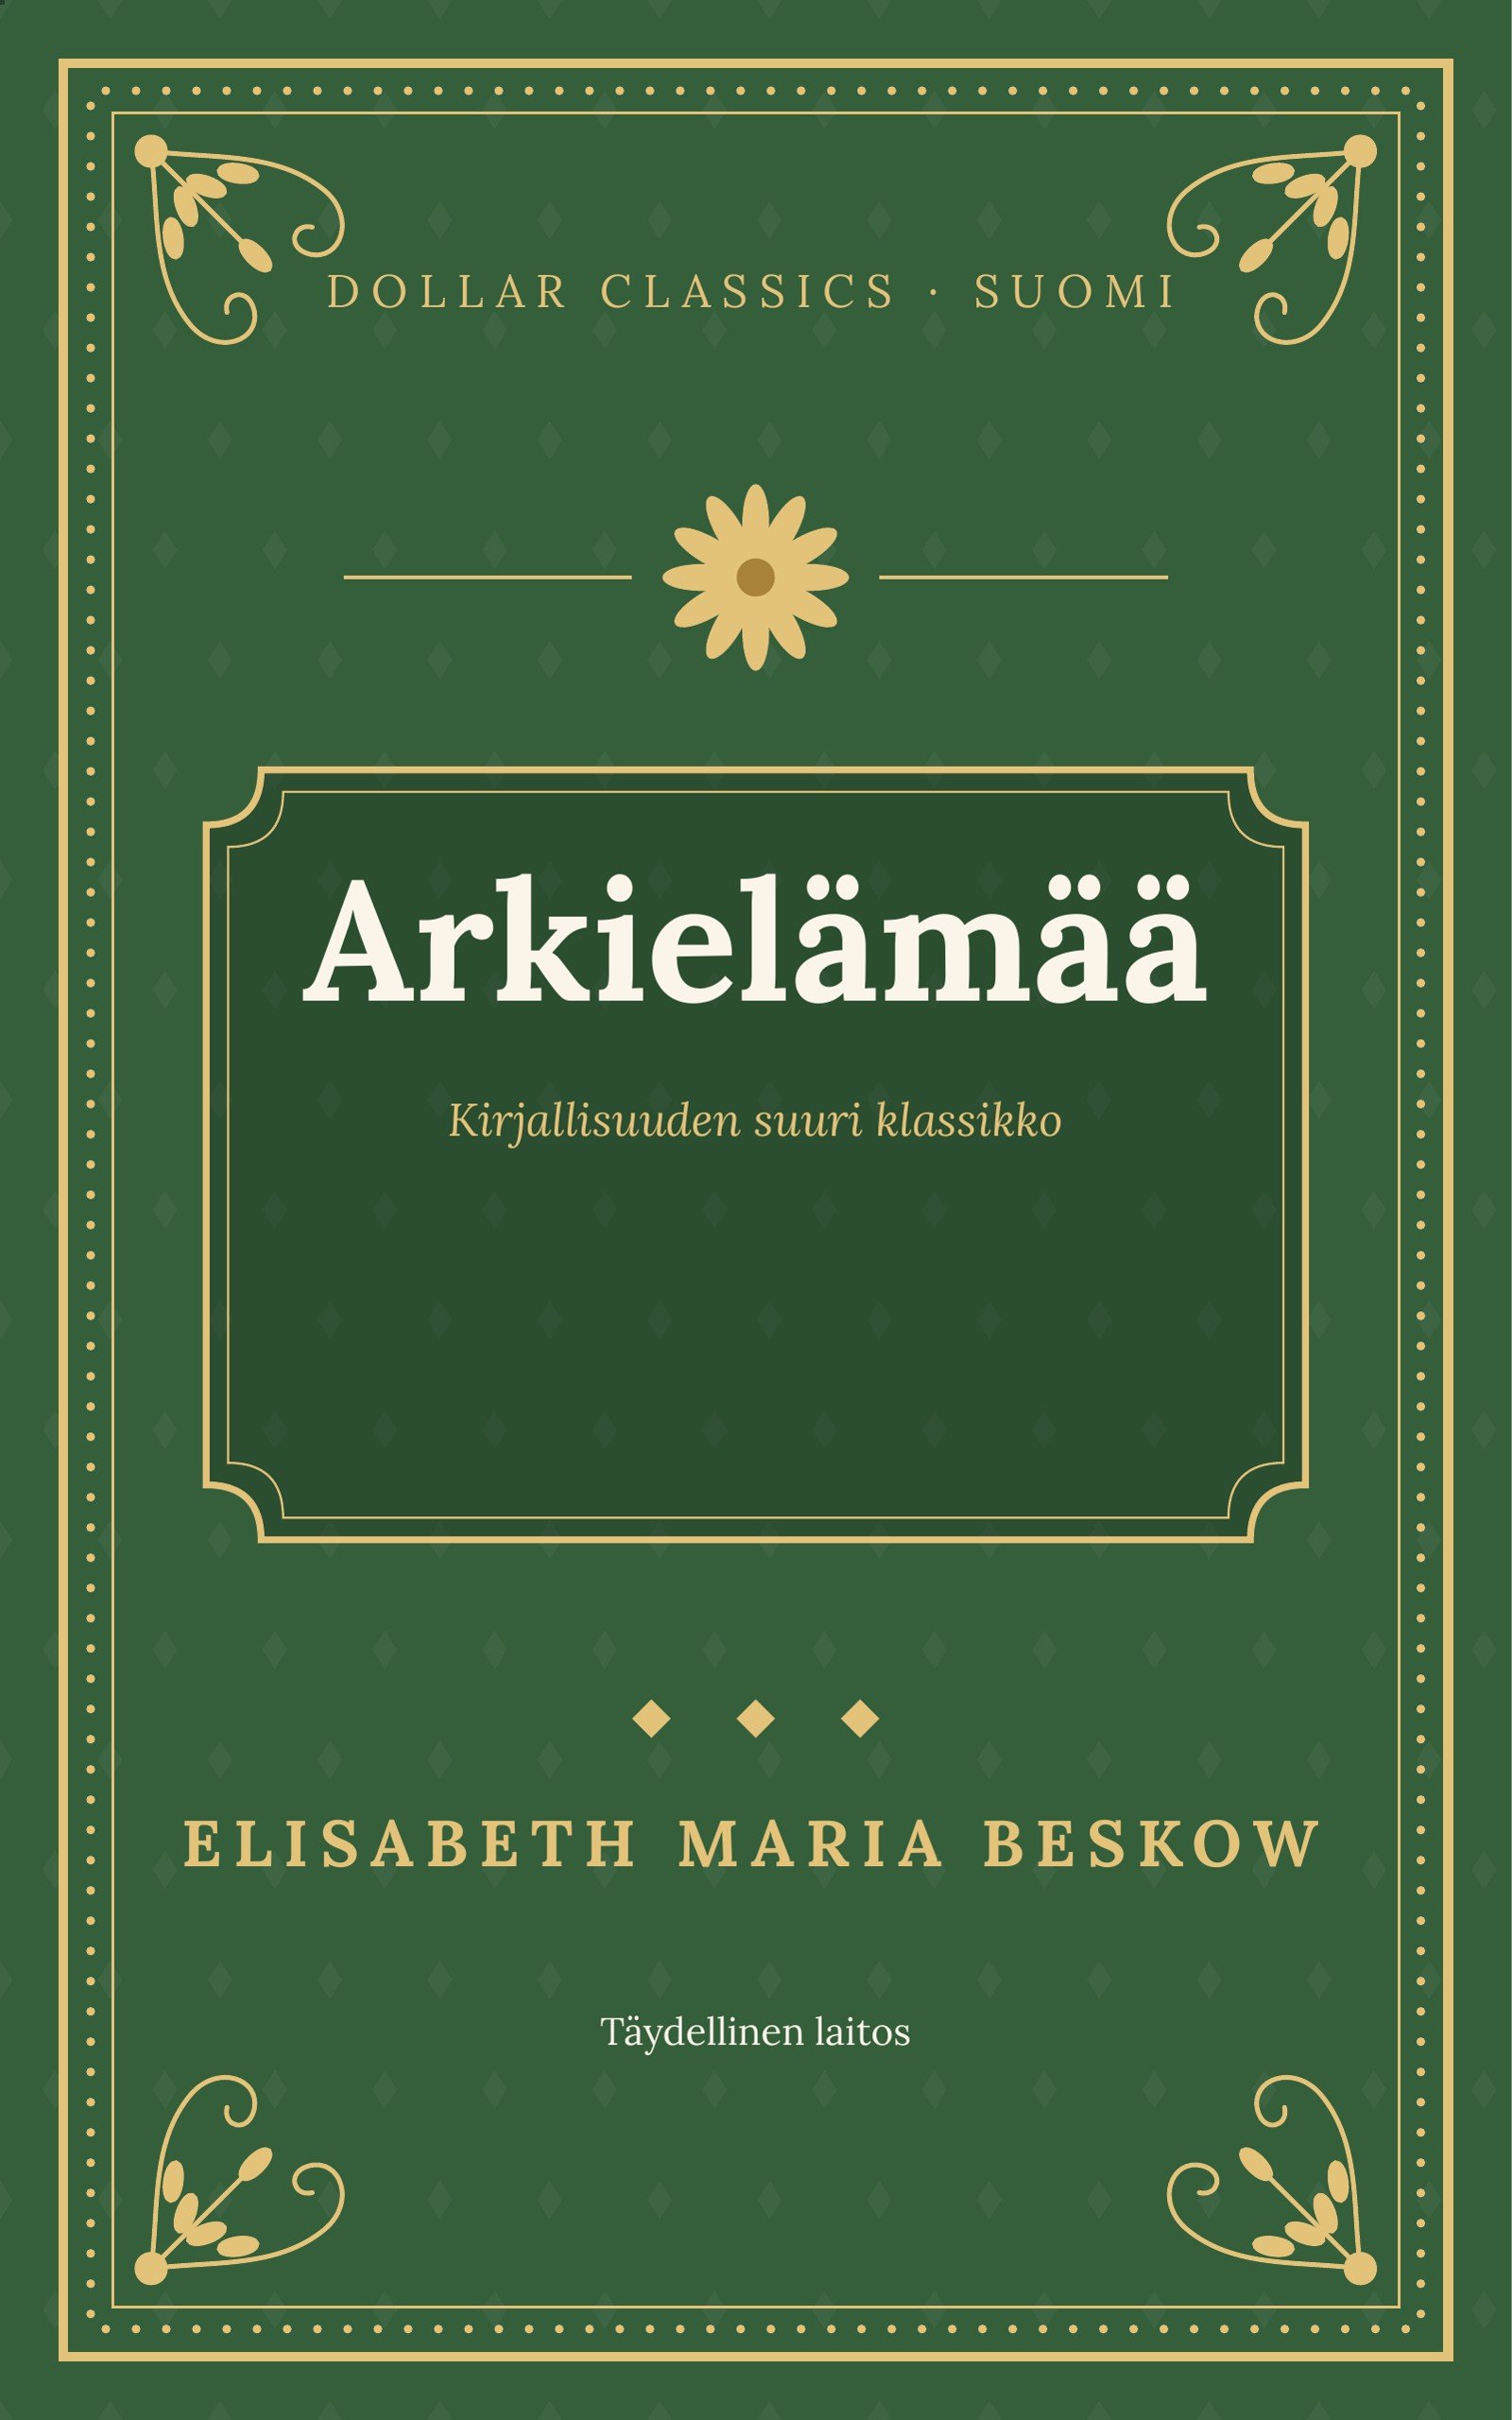 DOLLAR CLASSICS · SUOMI
Arkielämää
Kirjallisuuden suuri klassikko
ELISABETH MARIA BESKOW
Täydellinen laitos